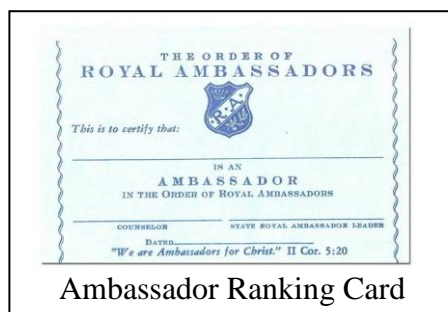 THE ORDER OF
ROYAL AMBASSADORS
R.A.
This is to certify that:
IS AN
AMBASSADOR
IN THE ORDER OF ROYAL AMBASSADORS
COUNSELOR STATE ROYAL AMBASSADOR LEADER
DATED
"We are Ambassadors for Christ." II Cor. 5:20
Ambassador Ranking Card